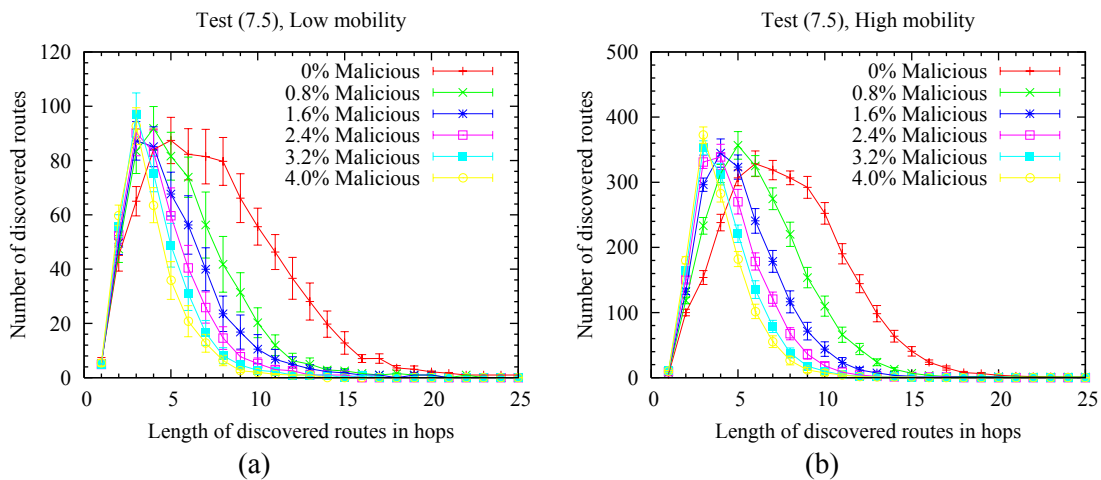 Test (7.5), Low mobility
Number of discovered routes
120
100
80
60
40
20
0
0% Malicious
0.8% Malicious
1.6% Malicious
2.4% Malicious
3.2% Malicious
4.0% Malicious
0 5 10 15 20 25
Length of discovered routes in hops
(a)
Test (7.5), High mobility
Number of discovered routes
500
400
300
200
100
0
0% Malicious
0.8% Malicious
1.6% Malicious
2.4% Malicious
3.2% Malicious
4.0% Malicious
0 5 10 15 20 25
Length of discovered routes in hops
(b)